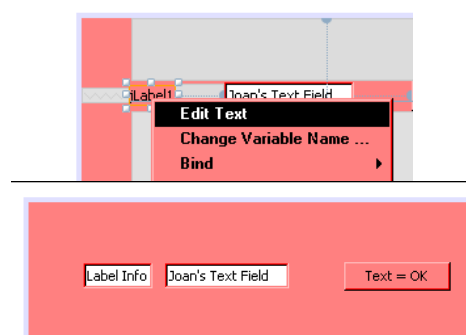 jLabel1 Joan's Text Field
Edit Text
Change Variable Name ...
Bind
Label Info Joan's Text Field Text = OK